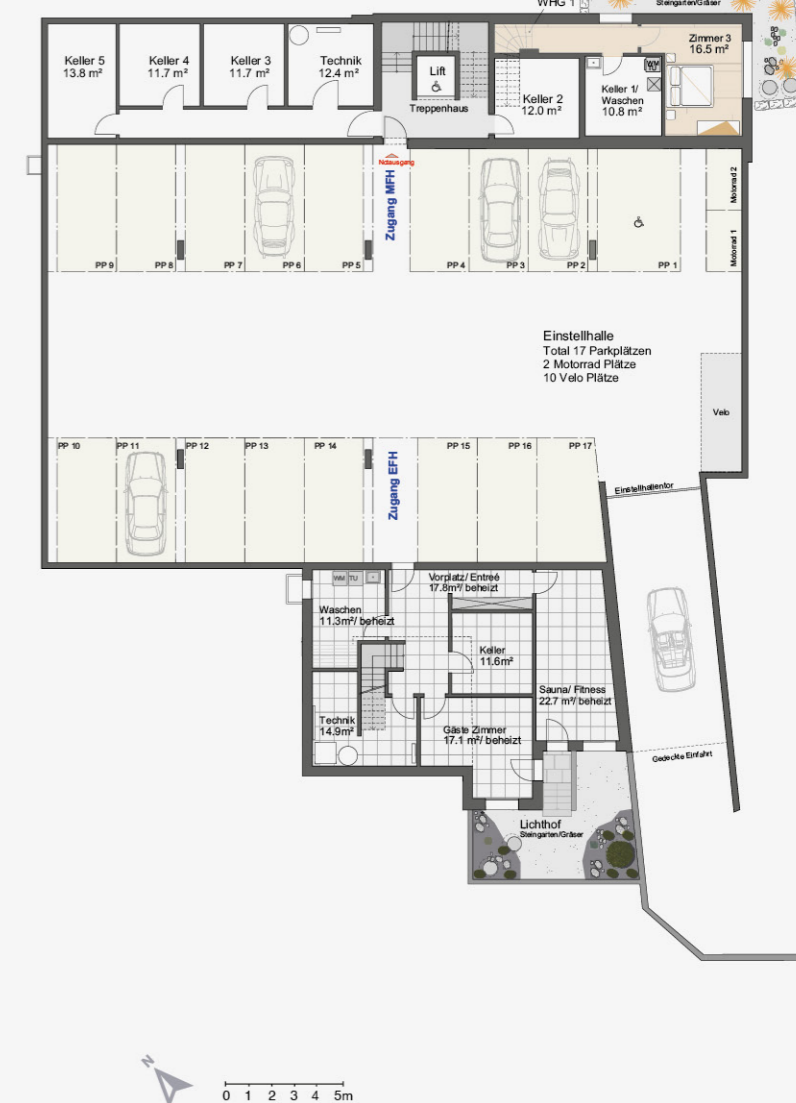 WHG 1
Steingarten/Gräser
Keller 5
13.8 m²
Keller 4
11.7 m²
Keller 3
11.7 m²
Technik
12.4 m²
Lift
Treppenhaus
Keller 2
12.0 m²
Keller 1/
Waschen
10.8 m²
WM
Zimmer 3
16.5 m²
Notausgang
Zugang MFH
Motorrad 2
Motorrad 1
PP 9
PP 8
PP 7
PP 6
PP 5
PP 4
PP 3
PP 2
PP 1
Einstellhalle
Total 17 Parkplätzen
2 Motorrad Plätze
10 Velo Plätze
Velo
PP 10
PP 11
PP 12
PP 13
PP 14
PP 15
PP 16
PP 17
Zugang EFH
Einstellhallentor
WM TU
Vorplatz/ Entreé
17.8m²/ beheizt
Waschen
11.3m²/ beheizt
Keller
11.6m²
Sauna/ Fitness
22.7 m²/ beheizt
Technik
14.9m²
Gäste Zimmer
17.1 m²/ beheizt
Gedeckte Einfahrt
Lichthof
Steingarten/Gräser
N
0 1 2 3 4 5m